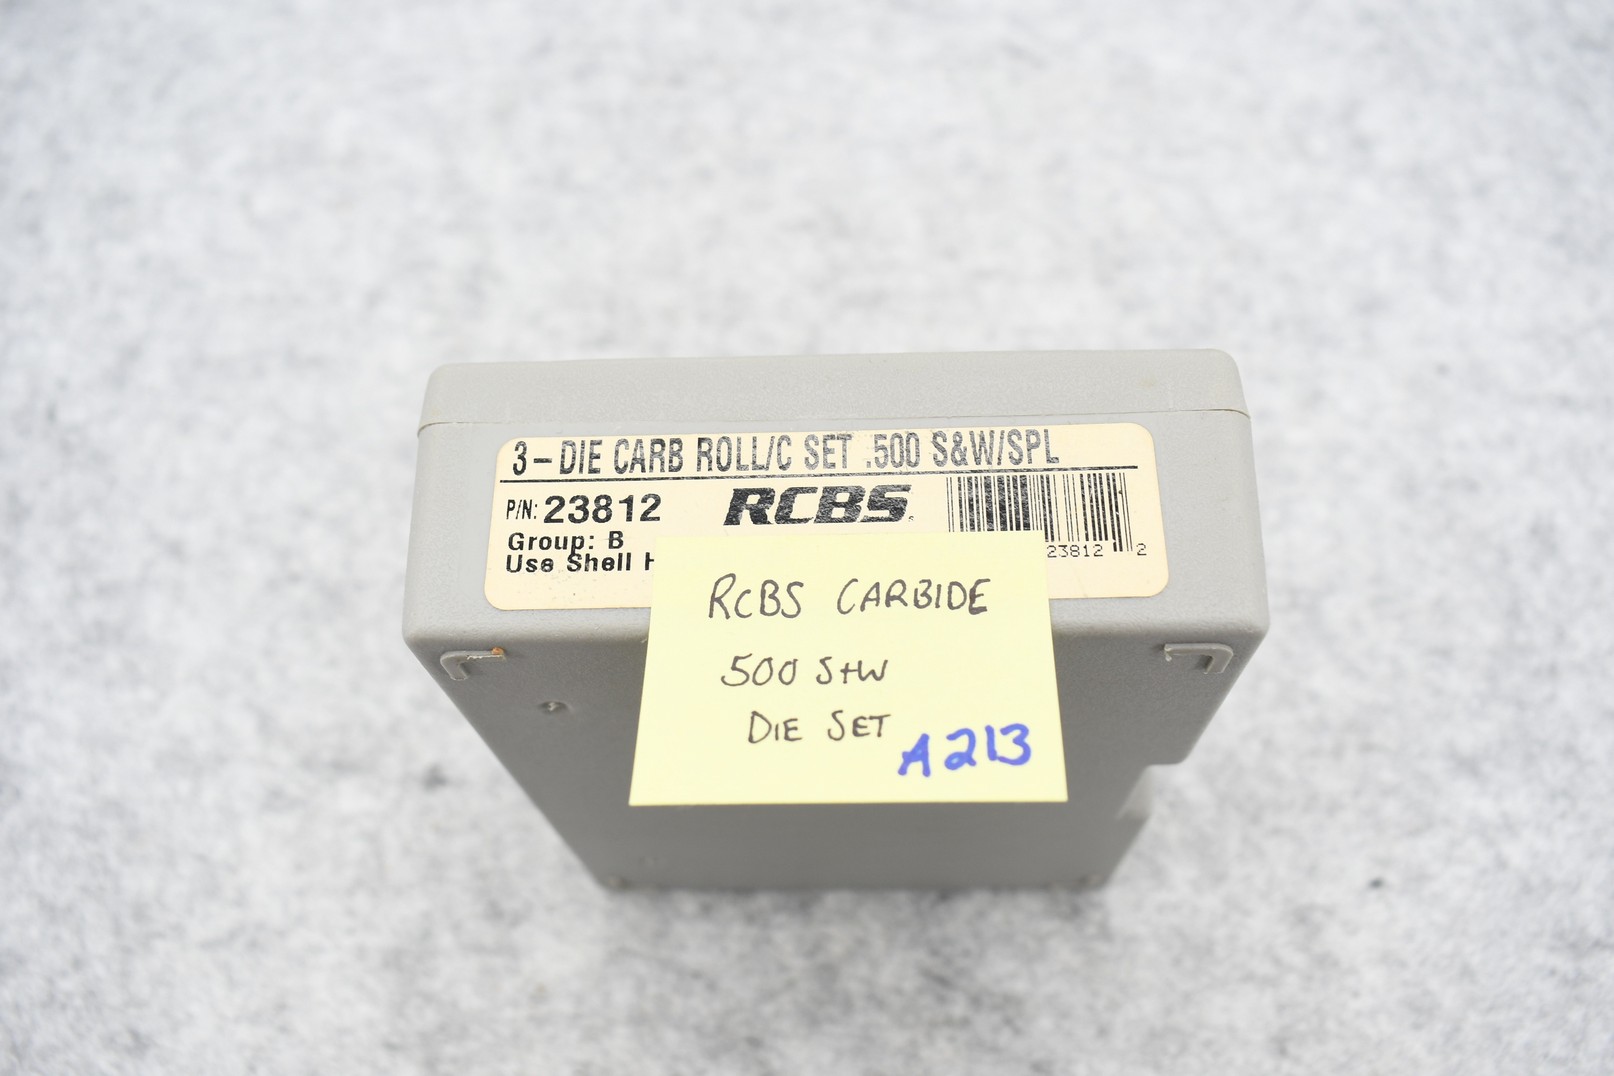 3-DIE CARB ROLL/C SET .500 S&W/SPL
P/N: 23812
RCBS
Group: B
Use Shell
23812 2
RCBS CARBIDE
500 S+W
DIE SET
A213